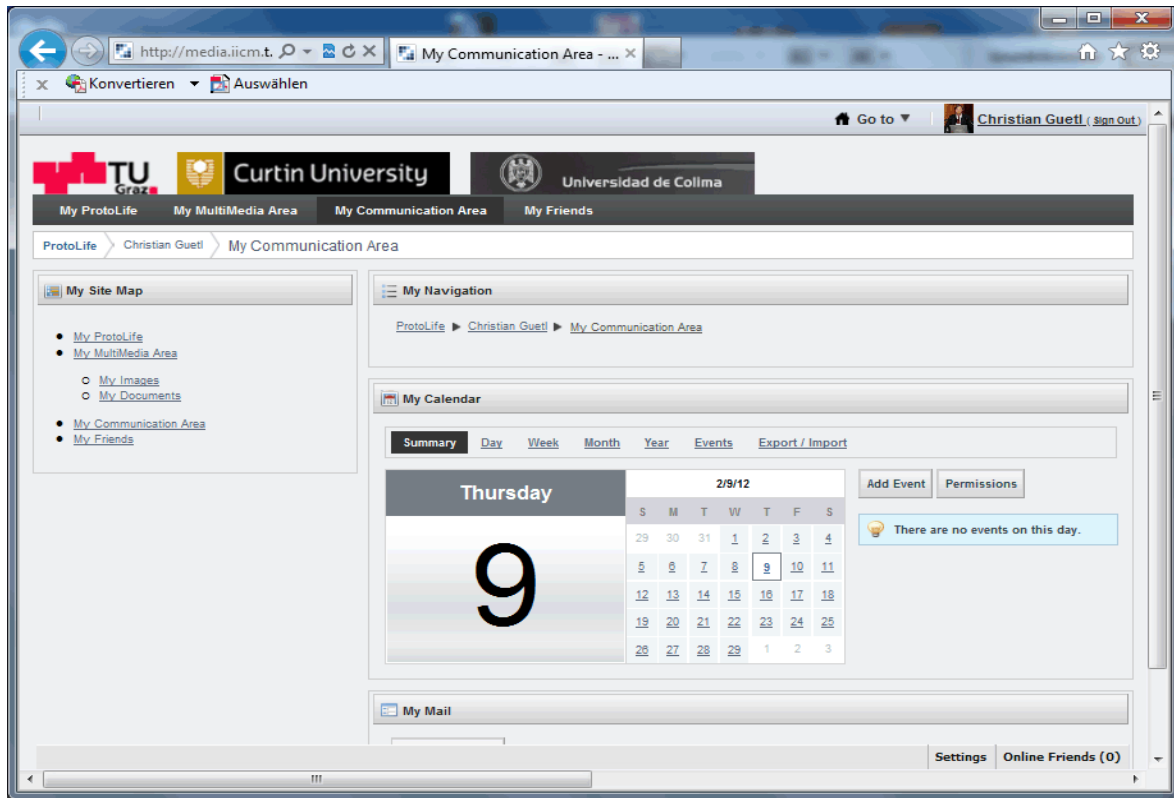 http://media.iicm.t. My Communication Area - ...
x Konvertieren Auswählen
Go to Christian Guetl ( Sign Out )
TU Graz Curtin University Universidad de Colima
My ProtoLife My MultiMedia Area My Communication Area My Friends
ProtoLife Christian Guetl My Communication Area
My Site Map
My ProtoLife
My MultiMedia Area
My Images
My Documents
My Communication Area
My Friends
My Navigation
ProtoLife ▶ Christian Guetl ▶ My Communication Area
My Calendar
Summary Day Week Month Year Events Export / Import
Thursday
9
2/9/12
S M T W T F S
29 30 31 1 2 3 4
5 6 7 8 9 10 11
12 13 14 15 16 17 18
19 20 21 22 23 24 25
26 27 28 29 1 2 3
Add Event Permissions
There are no events on this day.
My Mail
Settings Online Friends (0)